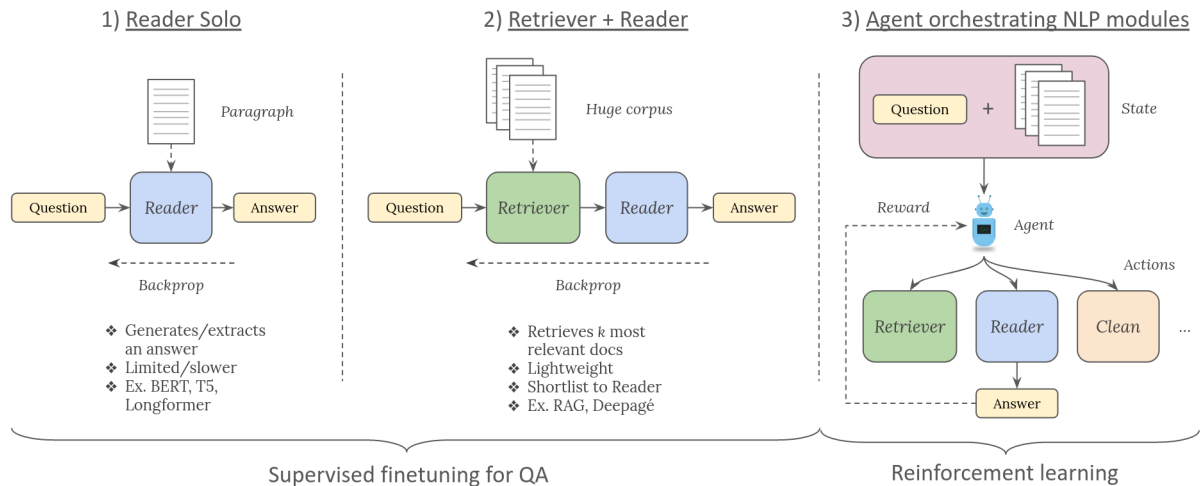 1) Reader Solo
Paragraph
Question
Reader
Answer
Backprop
❖ Generates/extracts
an answer
❖ Limited/slower
❖ Ex. BERT, T5,
Longformer
2) Retriever + Reader
Huge corpus
Question
Retriever
Reader
Answer
Backprop
❖ Retrieves k most
relevant docs
❖ Lightweight
❖ Shortlist to Reader
❖ Ex. RAG, Deepagé
Supervised finetuning for QA
3) Agent orchestrating NLP modules
Question
+
State
Reward
Agent
Actions
Retriever
Reader
Clean
...
Answer
Reinforcement learning